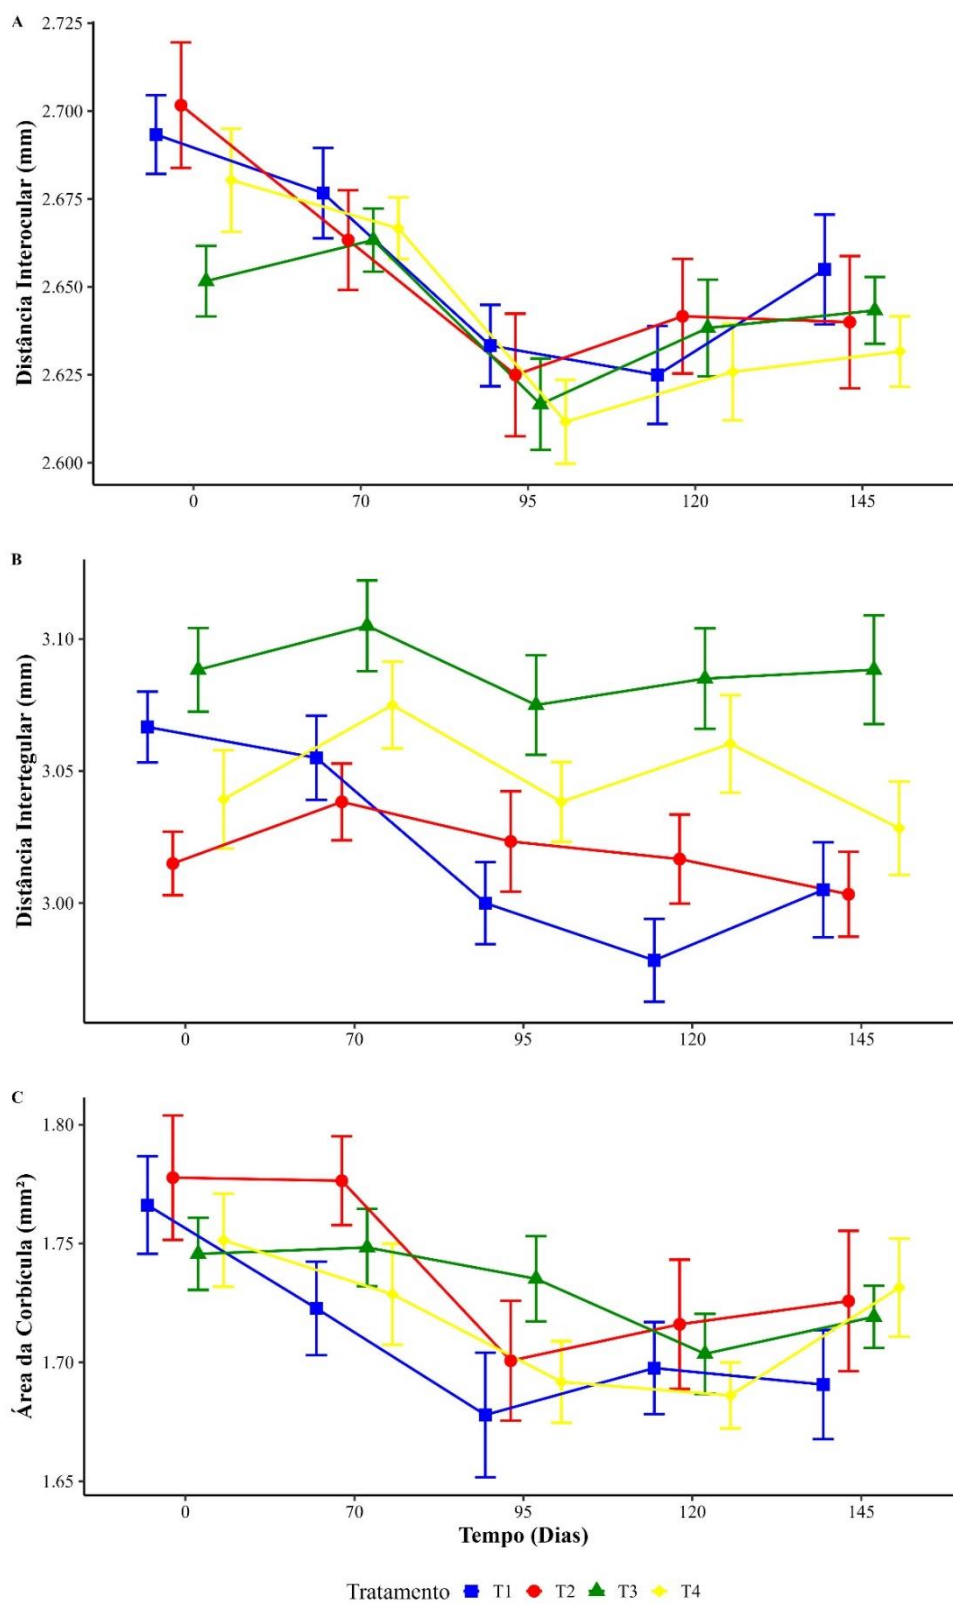 A
Distância Interocular (mm)
2.725
2.700
2.675
2.650
2.625
2.600
0 70 95 120 145
B
Distância Intertegular (mm)
3.10
3.05
3.00
0 70 95 120 145
C
Área da Corbícula (mm²)
1.80
1.75
1.70
1.65
0 70 95 120 145
Tempo (Dias)
Tratamento T1 T2 T3 T4